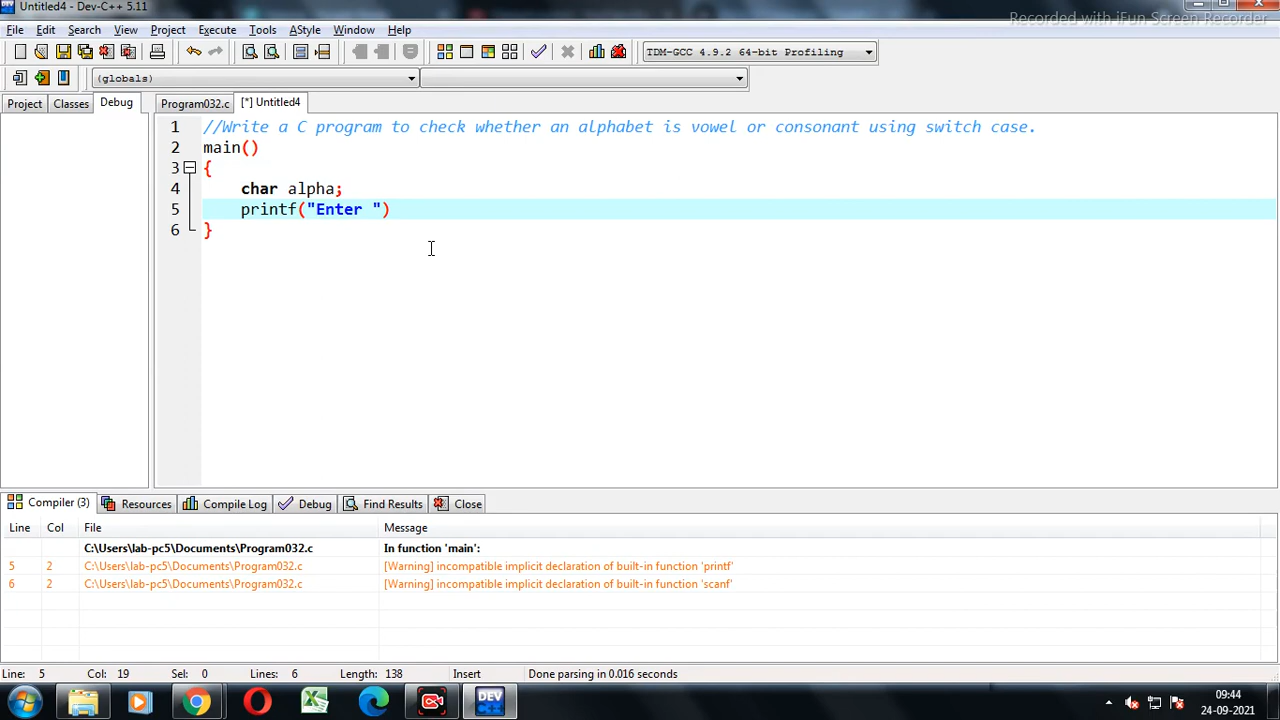 Untitled4 - Dev-C++ 5.11
Recorded with iFun Screen Recorder
File Edit Search View Project Execute Tools AStyle Window Help
TDM-GCC 4.9.2 64-bit Profiling
(globals)
Project Classes Debug Program032.c [*] Untitled4
1 //Write a C program to check whether an alphabet is vowel or consonant using switch case.
2 main()
3 {
4 char alpha;
5 printf("Enter ")
6 }
Compiler (3) Resources Compile Log Debug Find Results Close
Line Col File Message
C:\Users\lab-pc5\Documents\Program032.c In function 'main':
5 2 C:\Users\lab-pc5\Documents\Program032.c [Warning] incompatible implicit declaration of built-in function 'printf'
6 2 C:\Users\lab-pc5\Documents\Program032.c [Warning] incompatible implicit declaration of built-in function 'scanf'
Line: 5 Col: 19 Sel: 0 Lines: 6 Length: 138 Insert Done parsing in 0.016 seconds
DEV C++
09:44
24-09-2021